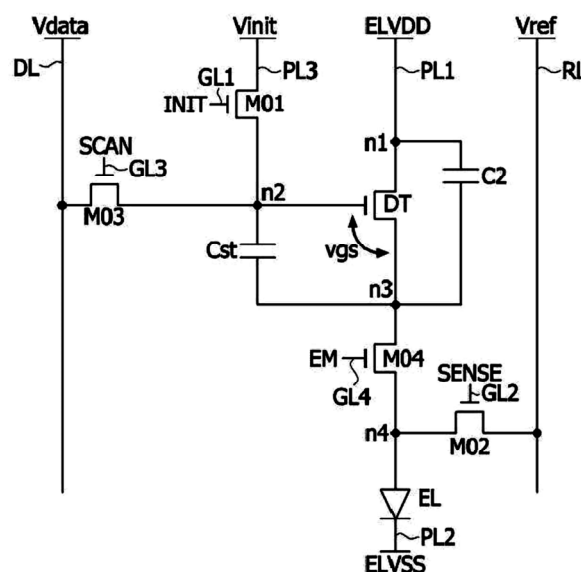 Vdata Vinit ELVDD Vref
DL PL3 PL1 RL
GL1
INIT M01
SCAN
GL3
n1
C2
n2
DT
M03
Cst
vgs
n3
EM M04
GL4
SENSE
GL2
n4
M02
EL
PL2
ELVSS